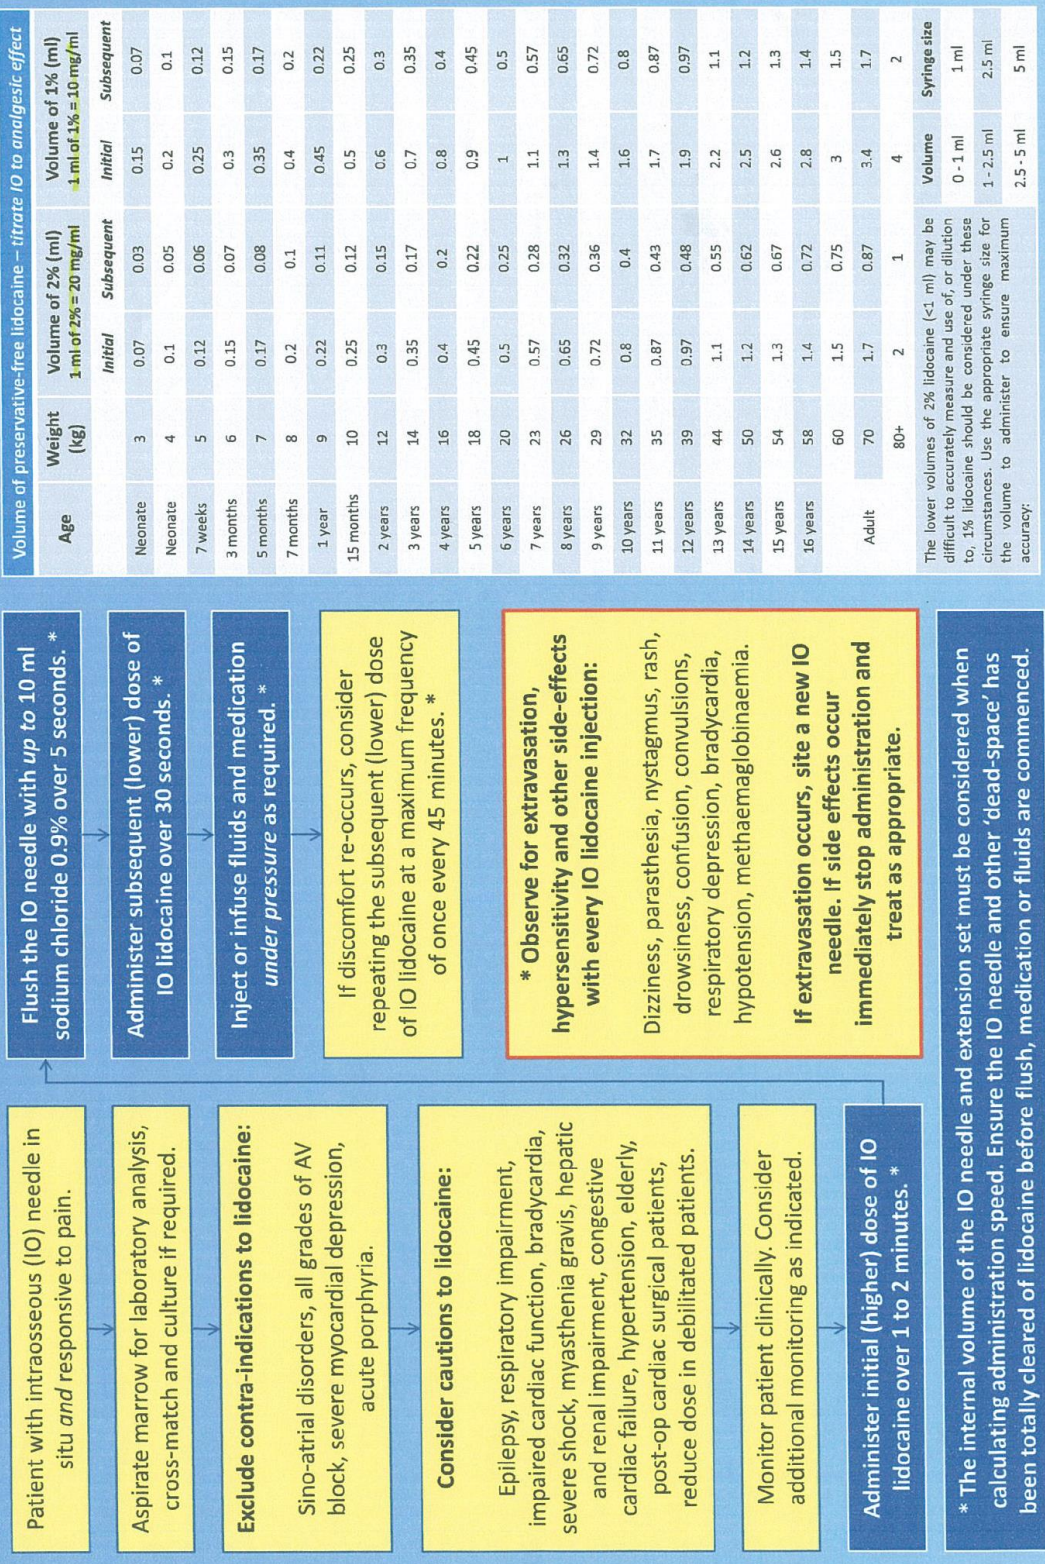 Patient with intraosseous (IO) needle in
situ and responsive to pain.
Aspirate marrow for laboratory analysis,
cross-match and culture if required.
Exclude contra-indications to lidocaine:
Sino-atrial disorders, all grades of AV
block, severe myocardial depression,
acute porphyria.
Consider cautions to lidocaine:
Epilepsy, respiratory impairment,
impaired cardiac function, bradycardia,
severe shock, myasthenia gravis, hepatic
and renal impairment, congestive
cardiac failure, hypertension, elderly,
post-op cardiac surgical patients,
reduce dose in debilitated patients.
Monitor patient clinically. Consider
additional monitoring as indicated.
Administer initial (higher) dose of IO
lidocaine over 1 to 2 minutes. *
Flush the IO needle with up to 10 ml
sodium chloride 0.9% over 5 seconds. *
Administer subsequent (lower) dose of
IO lidocaine over 30 seconds. *
Inject or infuse fluids and medication
under pressure as required. *
If discomfort re-occurs, consider
repeating the subsequent (lower) dose
of IO lidocaine at a maximum frequency
of once every 45 minutes. *
* Observe for extravasation,
hypersensitivity and other side-effects
with every IO lidocaine injection:
Dizziness, parasthesia, nystagmus, rash,
drowsiness, confusion, convulsions,
respiratory depression, bradycardia,
hypotension, methaemaglobinaemia.
If extravasation occurs, site a new IO
needle. If side effects occur
immediately stop administration and
treat as appropriate.
* The internal volume of the IO needle and extension set must be considered when
calculating administration speed. Ensure the IO needle and other 'dead-space' has
been totally cleared of lidocaine before flush, medication or fluids are commenced.
Volume of preservative-free lidocaine – titrate IO to analgesic effect
Age Weight (kg) Volume of 2% (ml) Volume of 1% (ml)
1 ml of 2% = 20 mg/ml 1 ml of 1% = 10 mg/ml
Initial Subsequent Initial Subsequent
Neonate 3 0.07 0.03 0.15 0.07
Neonate 4 0.1 0.05 0.2 0.1
7 weeks 5 0.12 0.06 0.25 0.12
3 months 6 0.15 0.07 0.3 0.15
5 months 7 0.17 0.08 0.35 0.17
7 months 8 0.2 0.1 0.4 0.2
1 year 9 0.22 0.11 0.45 0.22
15 months 10 0.25 0.12 0.5 0.25
2 years 12 0.3 0.15 0.6 0.3
3 years 14 0.35 0.17 0.7 0.35
4 years 16 0.4 0.2 0.8 0.4
5 years 18 0.45 0.22 0.9 0.45
6 years 20 0.5 0.25 1 0.5
7 years 23 0.57 0.28 1.1 0.57
8 years 26 0.65 0.32 1.3 0.65
9 years 29 0.72 0.36 1.4 0.72
10 years 32 0.8 0.4 1.6 0.8
11 years 35 0.87 0.43 1.7 0.87
12 years 39 0.97 0.48 1.9 0.97
13 years 44 1.1 0.55 2.2 1.1
14 years 50 1.2 0.62 2.5 1.2
15 years 54 1.3 0.67 2.6 1.3
16 years 58 1.4 0.72 2.8 1.4
60 1.5 0.75 3 1.5
Adult 70 1.7 0.87 3.4 1.7
80+ 2 1 4 2
The lower volumes of 2% lidocaine (<1 ml) may be
difficult to accurately measure and use of, or dilution
to, 1% lidocaine should be considered under these
circumstances. Use the appropriate syringe size for
the volume to administer to ensure maximum
accuracy:
Volume Syringe size
0 - 1 ml 1 ml
1 - 2.5 ml 2.5 ml
2.5 - 5 ml 5 ml